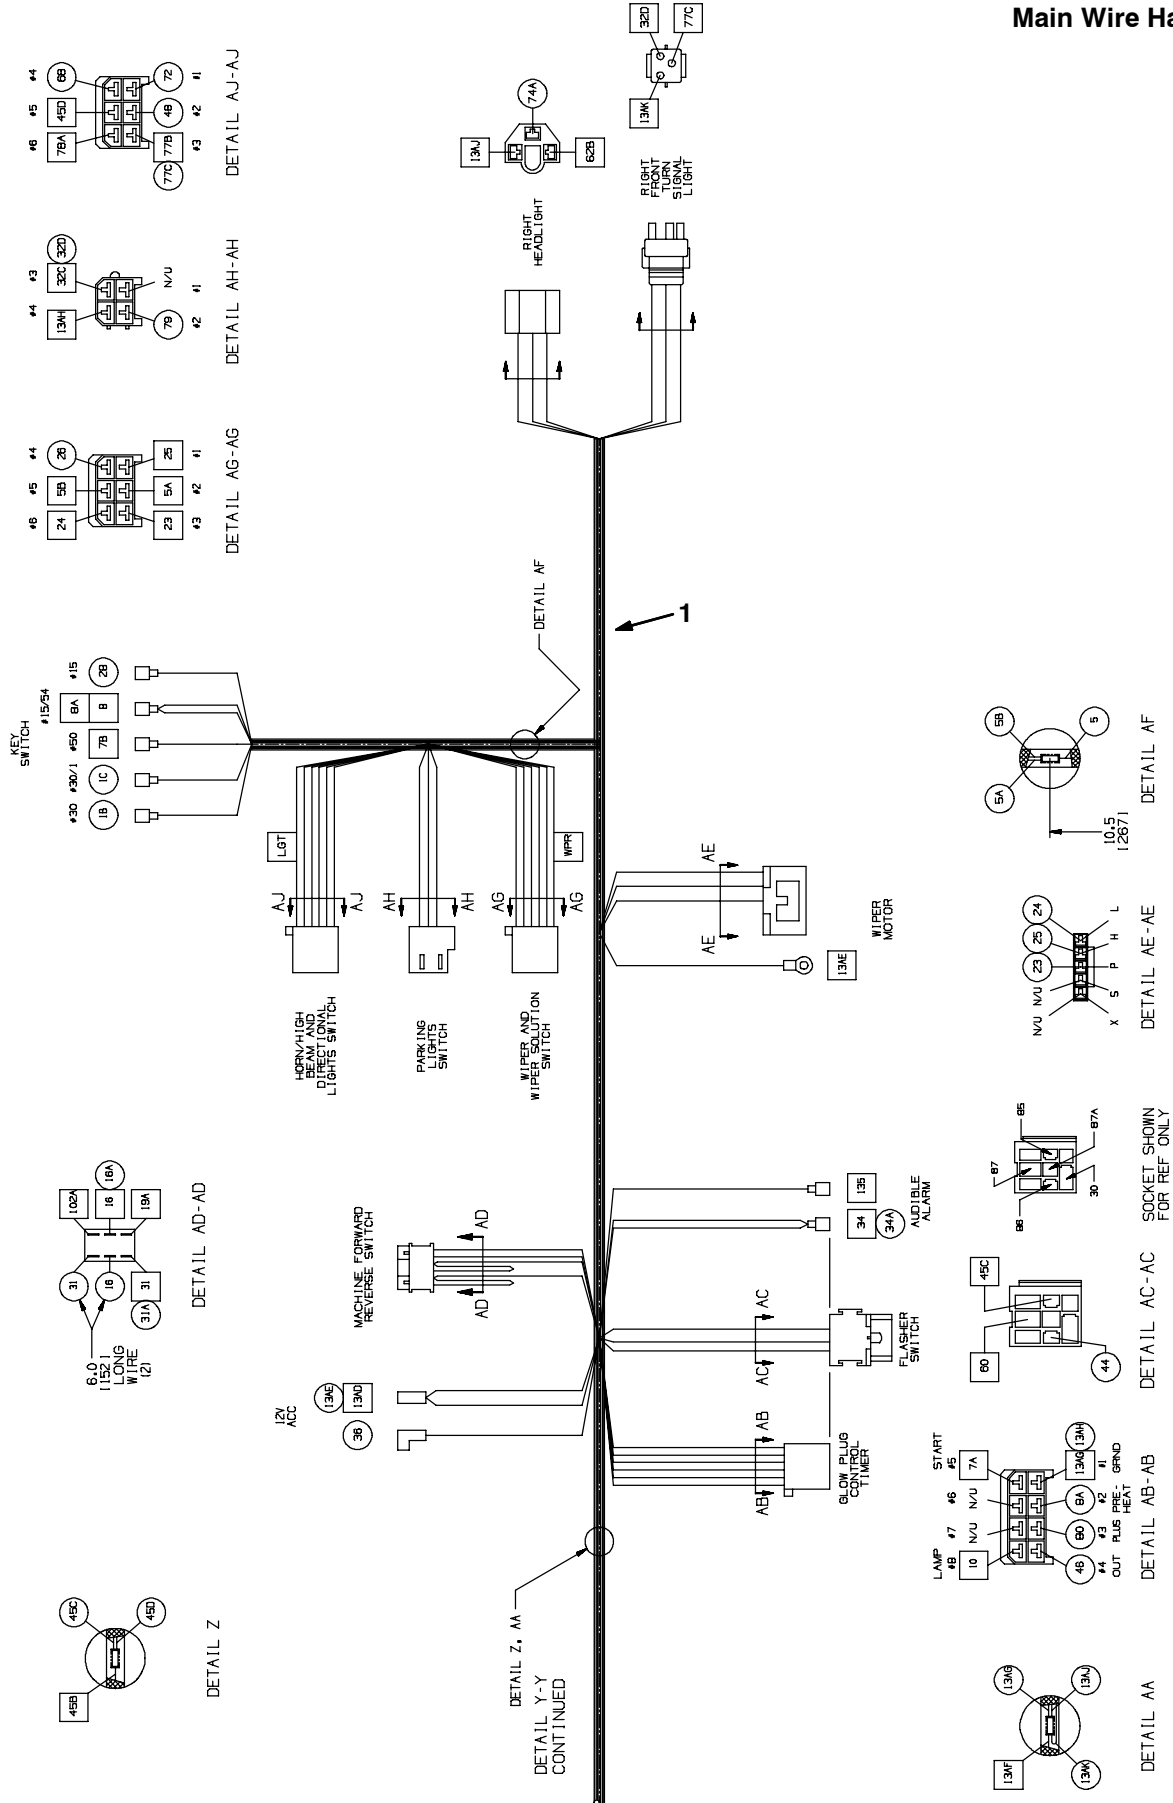 Main Wire Ha
#4
#5
#6
6B
45D
78A
72
4B
77B
77C
#1
#2
#3
DETAIL AJ-AJ
#3
#4
32C
32D
13AH
N/U
79
#1
#2
DETAIL AH-AH
#4
#5
#6
26
5B
24
25
5A
23
#1
#2
#3
DETAIL AG-AG
32D
77C
13AK
RIGHT
FRONT
TURN
SIGNAL
LIGHT
74A
13AJ
62B
RIGHT
HEADLIGHT
KEY
SWITCH
#15
#15/54
#50
#30/1
#30
2B
8A
8
7B
1C
1B
DETAIL AF
1
LGT
AJ
AJ
AH
AH
WPR
AG
AG
HORN/HIGH
BEAM AND
DIRECTIONAL
LIGHTS SWITCH
PARKING
LIGHTS
SWITCH
WIPER AND
WIPER SOLUTION
SWITCH
AE
AE
WIPER
MOTOR
13AE
5B
5A
5
10.5
[267]
DETAIL AF
24
25
23
N/U
N/U
L
H
P
S
X
DETAIL AE-AE
102A
16
16A
19A
31
16
31
31A
6.0
[152]
LONG
WIRE
(2)
DETAIL AD-AD
MACHINE FORWARD
REVERSE SWITCH
AD
AD
12V
ACC
13AE
13AD
36
135
34
34A
AUDIBLE
ALARM
AC
AC
FLASHER
SWITCH
AB
AB
GLOW PLUG
CONTROL
TIMER
85
87
87A
86
30
SOCKET SHOWN
FOR REF ONLY
45C
60
44
DETAIL AC-AC
START
#5
#6
#7
LAMP
#8
7A
N/U
N/U
10
13AG
13AH
8A
80
46
#1
GRND
#2
PRE-
HEAT
#3
PLUS
#4
OUT
DETAIL AB-AB
45C
45D
45B
DETAIL Z
DETAIL Z, AA
DETAIL Y-Y
CONTINUED
13AG
13AJ
13AF
13AK
DETAIL AA